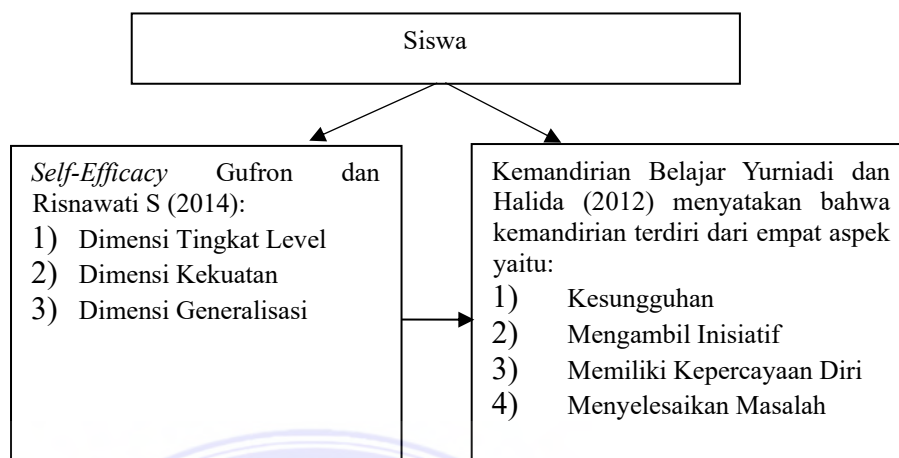 Siswa
Self-Efficacy Gufron dan
Risnawati S (2014):
1) Dimensi Tingkat Level
2) Dimensi Kekuatan
3) Dimensi Generalisasi
Kemandirian Belajar Yurniadi dan
Halida (2012) menyatakan bahwa
kemandirian terdiri dari empat aspek
yaitu:
1) Kesungguhan
2) Mengambil Inisiatif
3) Memiliki Kepercayaan Diri
4) Menyelesaikan Masalah